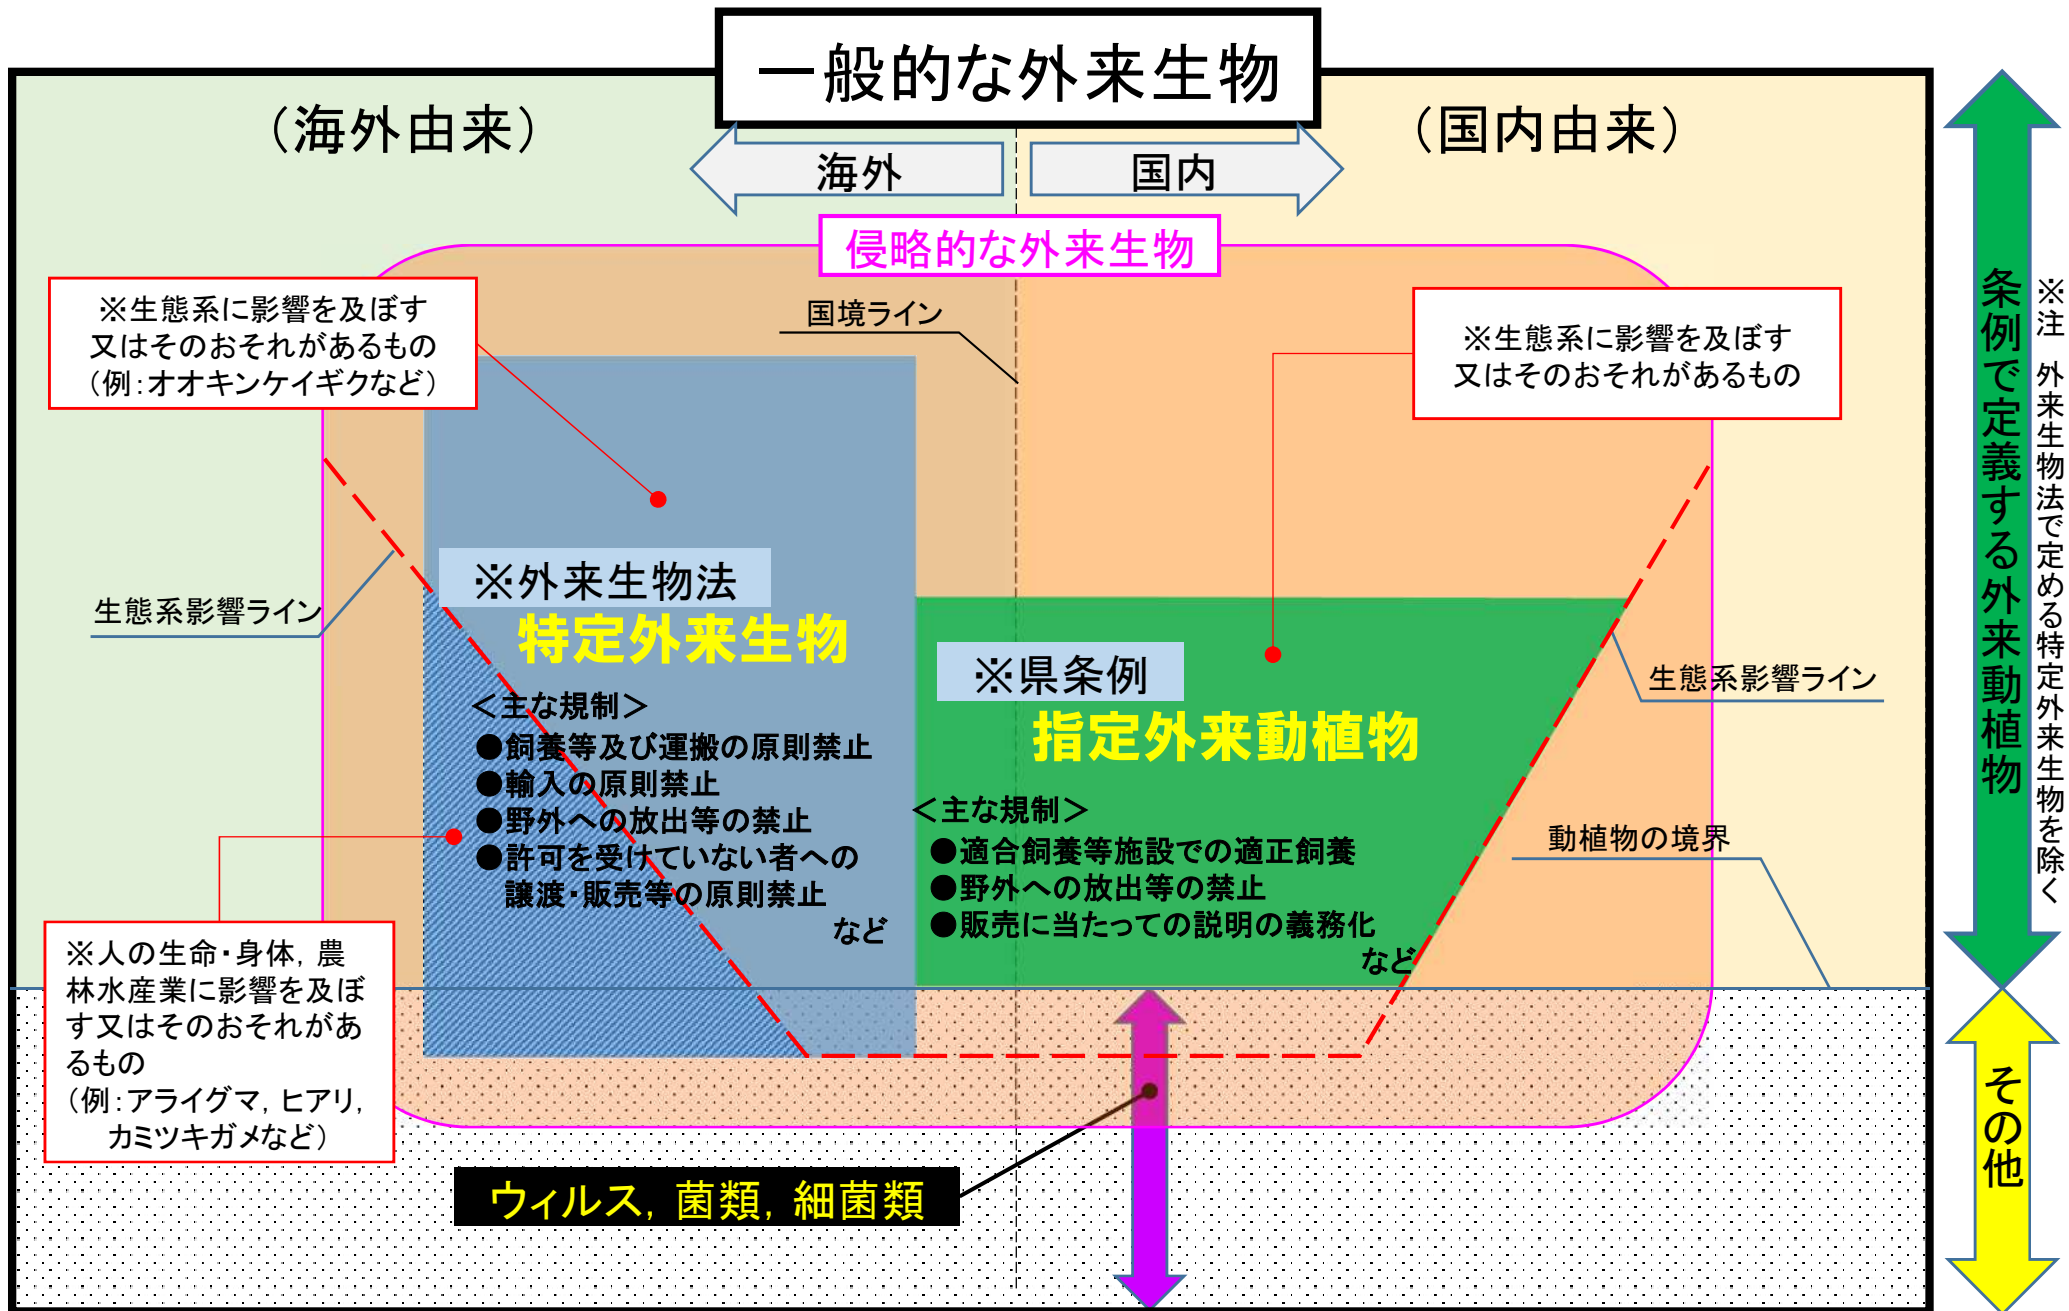 一般的な外来生物
（海外由来）
（国内由来）
海外
国内
侵略的な外来生物
国境ライン
※生態系に影響を及ぼす
又はそのおそれがあるもの
（例：オオキンケイギクなど）
※生態系に影響を及ぼす
又はそのおそれがあるもの
生態系影響ライン
※外来生物法
特定外来生物
＜主な規制＞
●飼養等及び運搬の原則禁止
●輸入の原則禁止
●野外への放出等の禁止
●許可を受けていない者への
譲渡・販売等の原則禁止
など
※県条例
指定外来動植物
＜主な規制＞
●適合飼養等施設での適正飼養
●野外への放出等の禁止
●販売に当たっての説明の義務化
など
生態系影響ライン
動植物の境界
※人の生命・身体，農
林水産業に影響を及ぼ
す又はそのおそれがあ
るもの
（例：アライグマ，ヒアリ，
カミツキガメなど）
ウィルス，菌類，細菌類
条例で定義する外来動植物
※注　外来生物法で定める特定外来生物を除く
その他